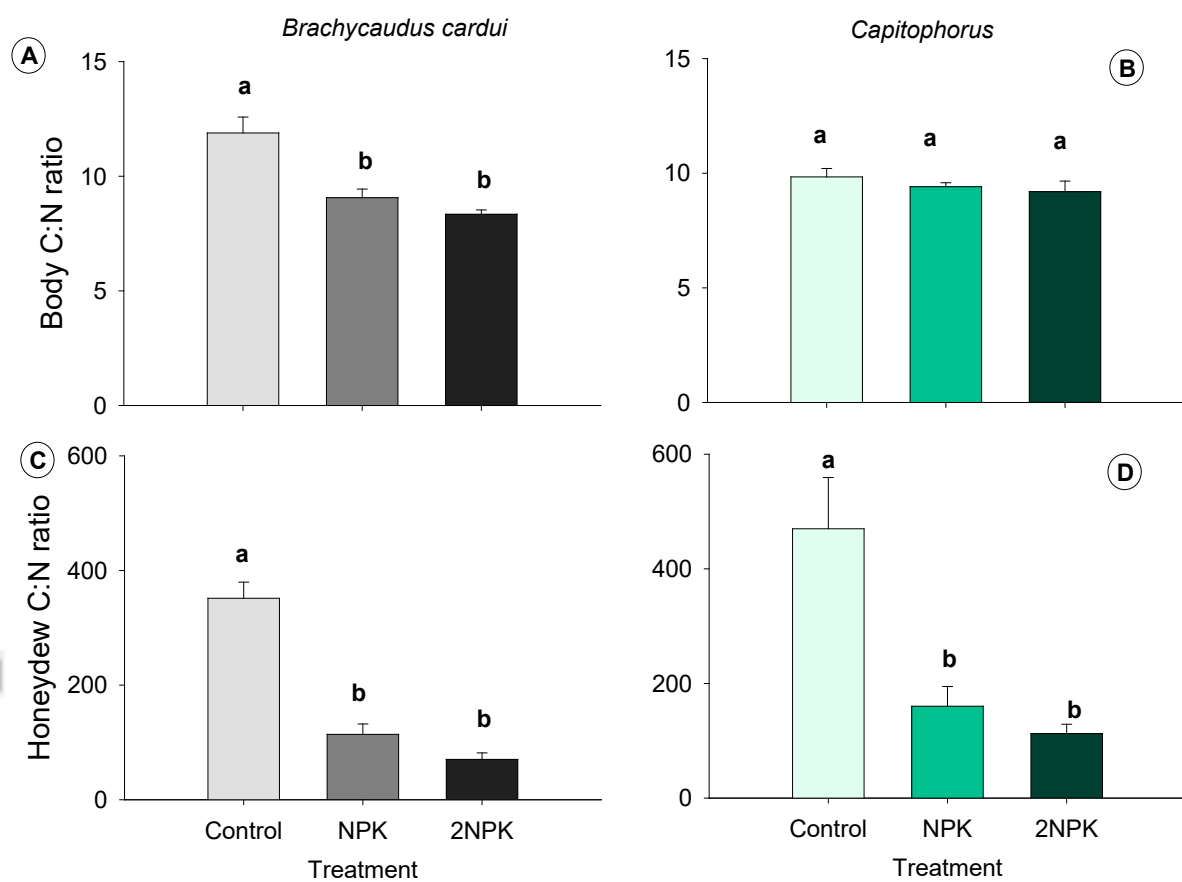 Brachycaudus cardui
Capitophorus
A
B
15
10
5
0
Body C:N ratio
a
b
b
15
10
5
0
a
a
a
C
D
600
400
200
0
Honeydew C:N ratio
a
b
b
Control NPK 2NPK
Treatment
600
400
200
0
a
b
b
Control NPK 2NPK
Treatment